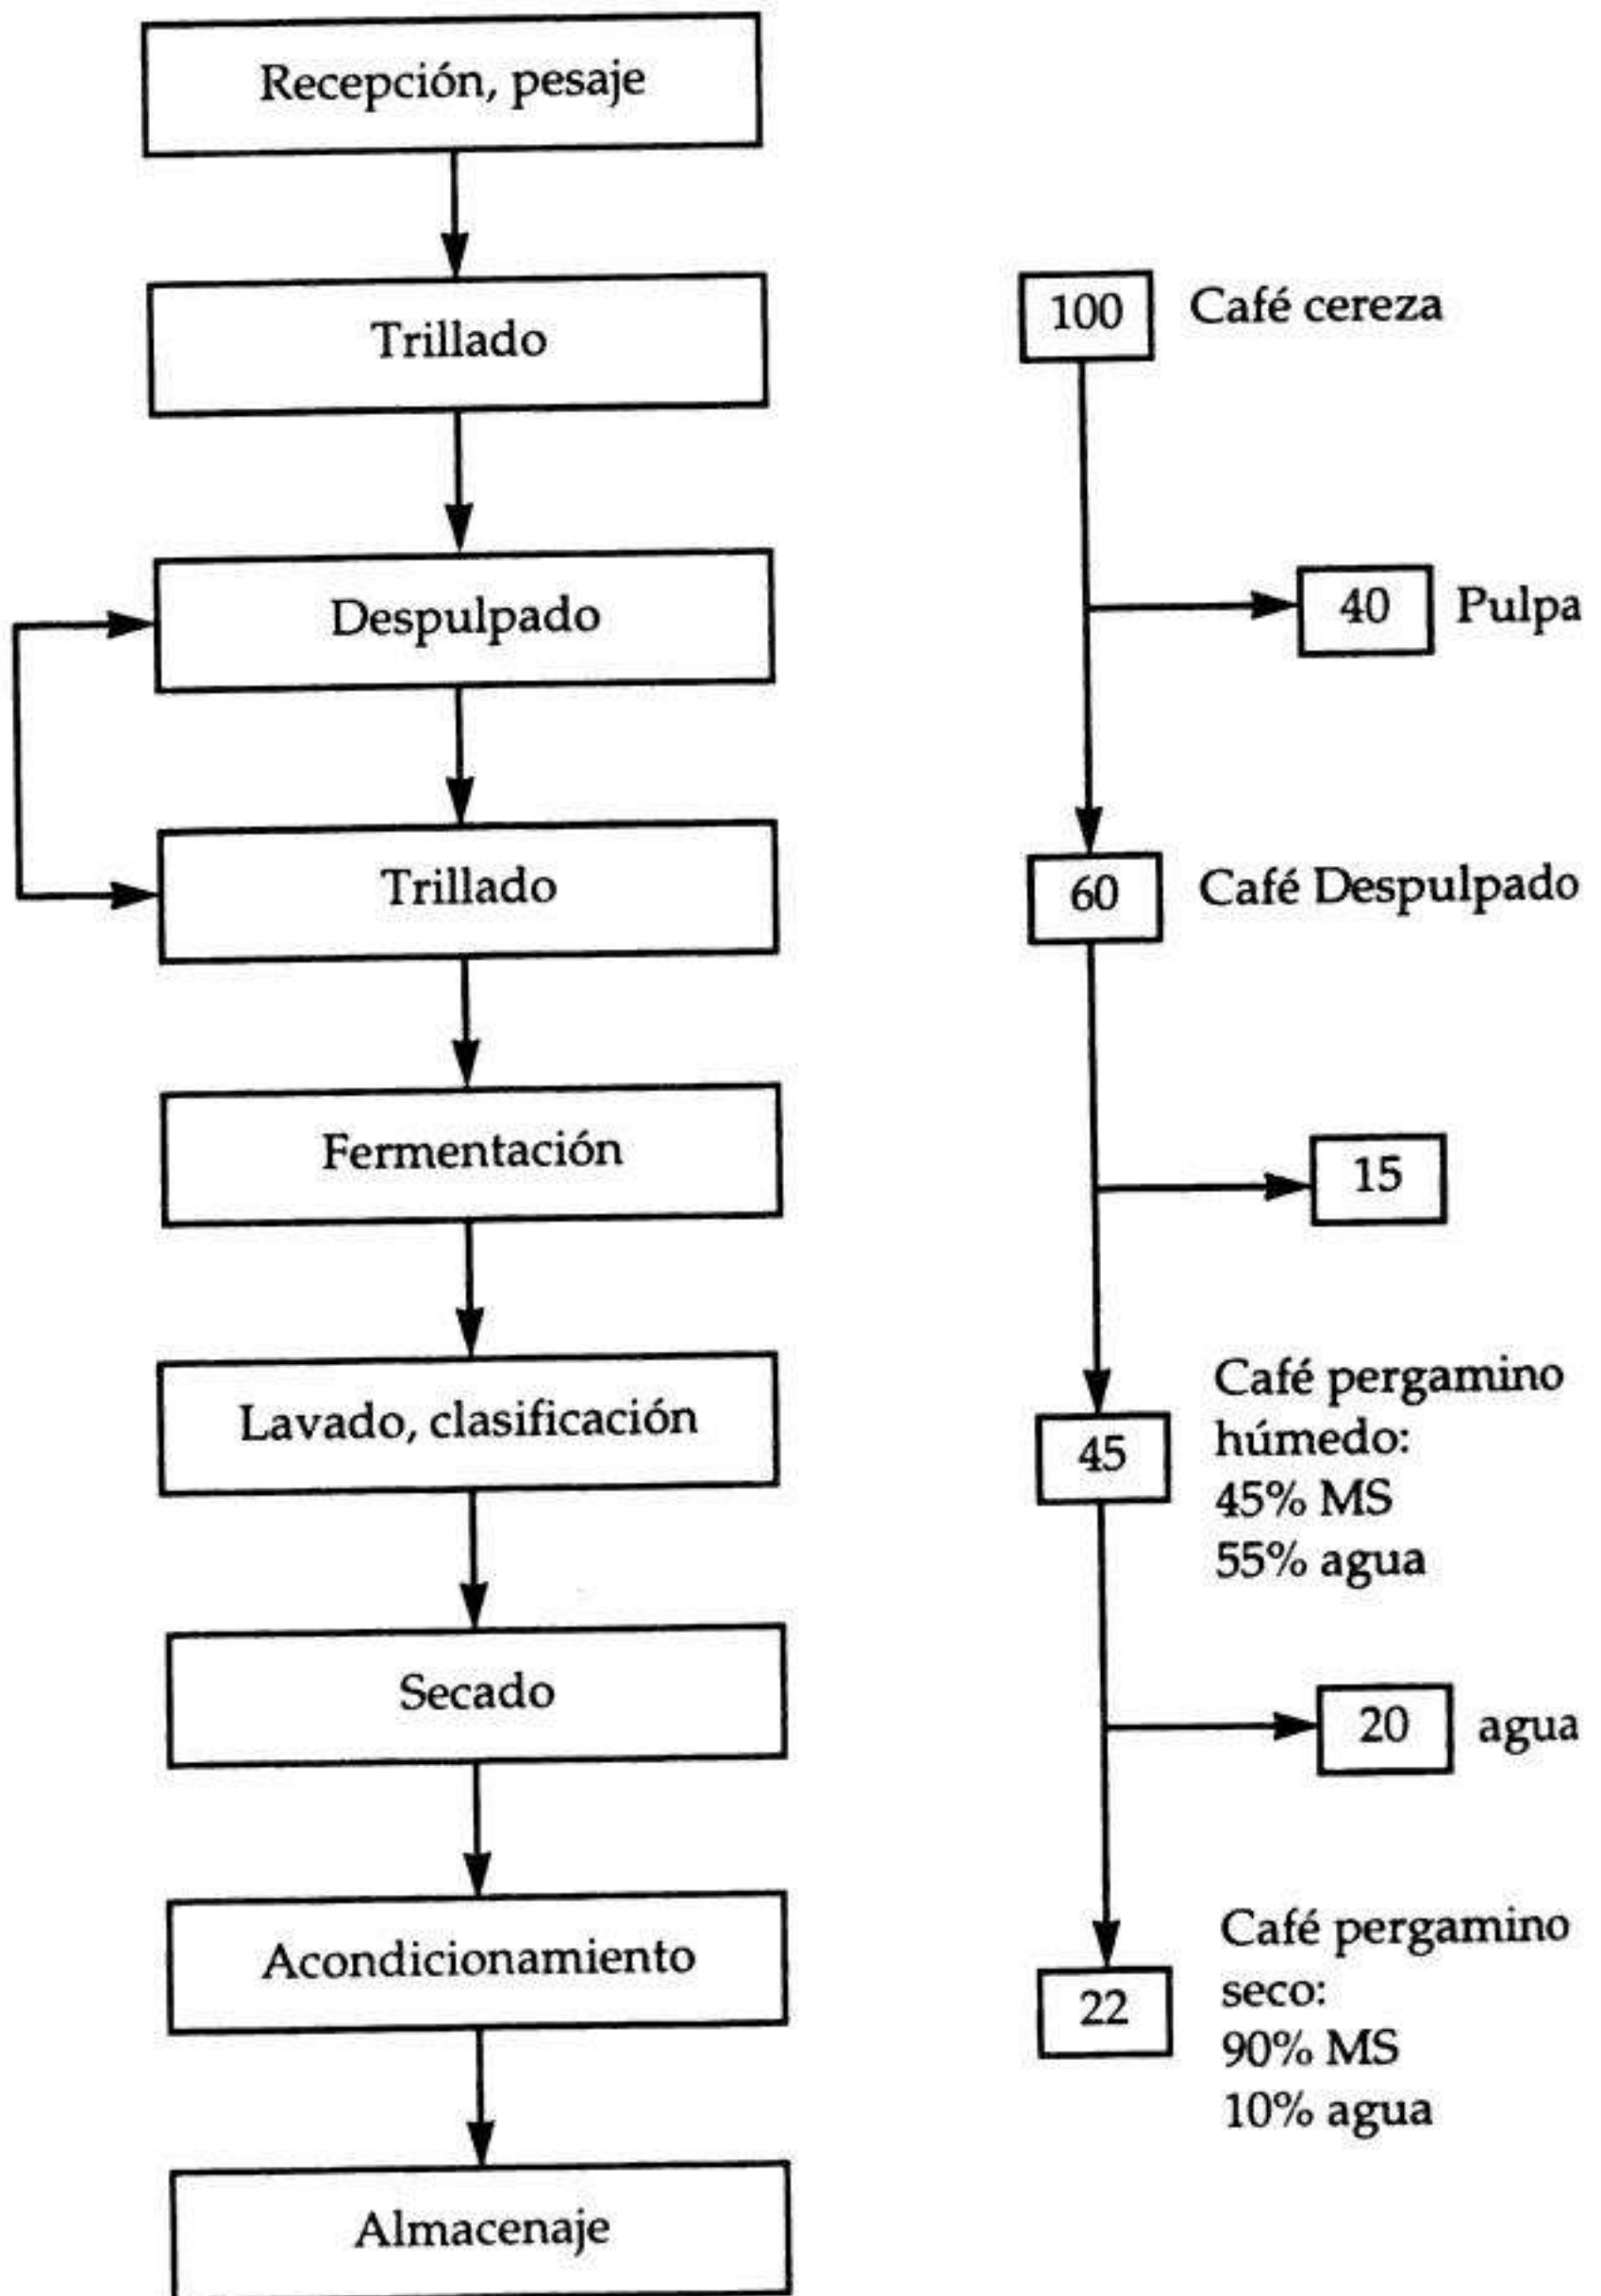 Recepción, pesaje
Trillado
Despulpado
Trillado
Fermentación
Lavado, clasificación
Secado
Acondicionamiento
Almacenaje
100 Café cereza
40 Pulpa
60 Café Despulpado
15
45
Café pergamino
húmedo:
45% MS
55% agua
20 agua
22
Café pergamino
seco:
90% MS
10% agua